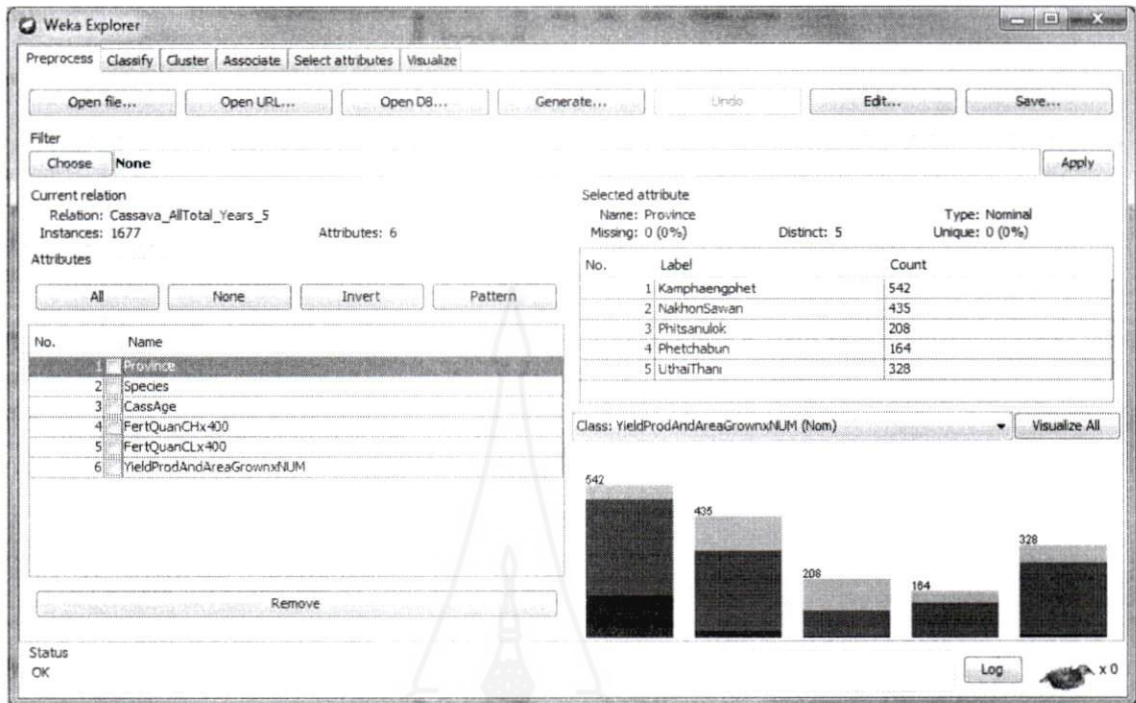 Weka Explorer
Preprocess Classify Cluster Associate Select attributes Visualize
Open file... Open URL... Open DB... Generate... Undo Edit... Save...
Filter
Choose None Apply
Current relation
Relation: Cassava_AllTotal_Years_5
Instances: 1677 Attributes: 6
Attributes
All None Invert Pattern
No. Name
1 Province
2 Species
3 CassAge
4 FertQuanCHx400
5 FertQuanCLx400
6 YieldProdAndAreaGrownxNUM
Remove
Selected attribute
Name: Province Type: Nominal
Missing: 0 (0%) Distinct: 5 Unique: 0 (0%)
No. Label Count
1 Kamphaengphet 542
2 NakhonSawan 435
3 Phitsanulok 208
4 Phetchabun 164
5 UthaiThani 328
Class: YieldProdAndAreaGrownxNUM (Nom) Visualize All
542
435
208
164
328
Status
OK
Log x 0